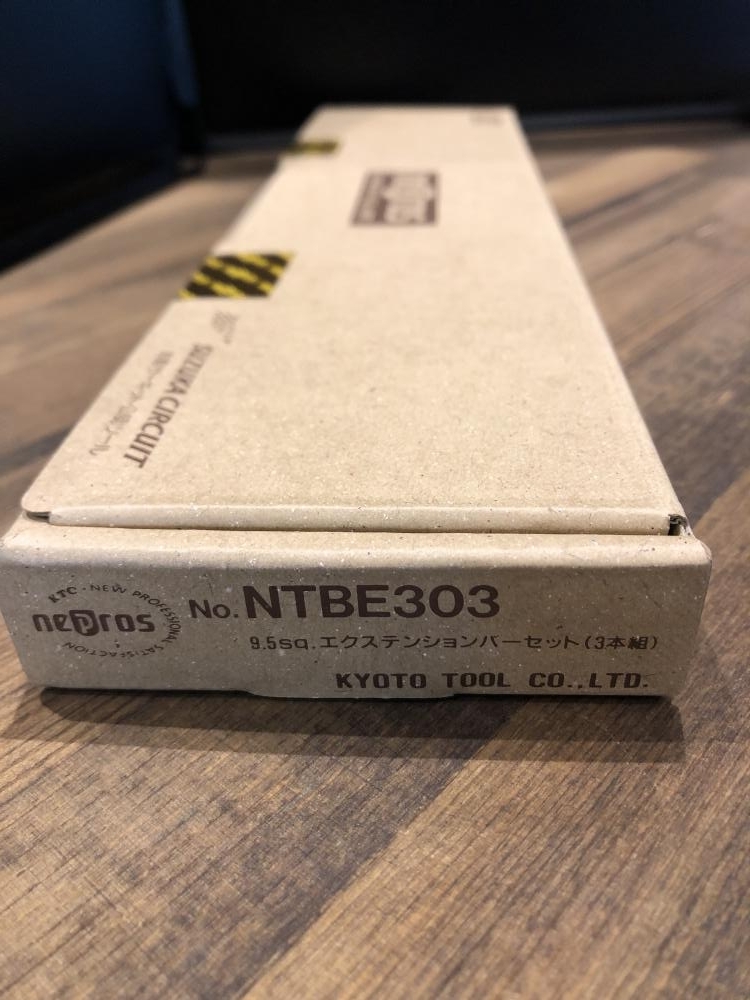 SUZUKA CIRCUIT
KTC・NEW PROFESSIONAL SATISFACTION
nepros
No.NTBE303
9.5sq.エクステンションバーセット(3本組)
KYOTO TOOL CO.,LTD.